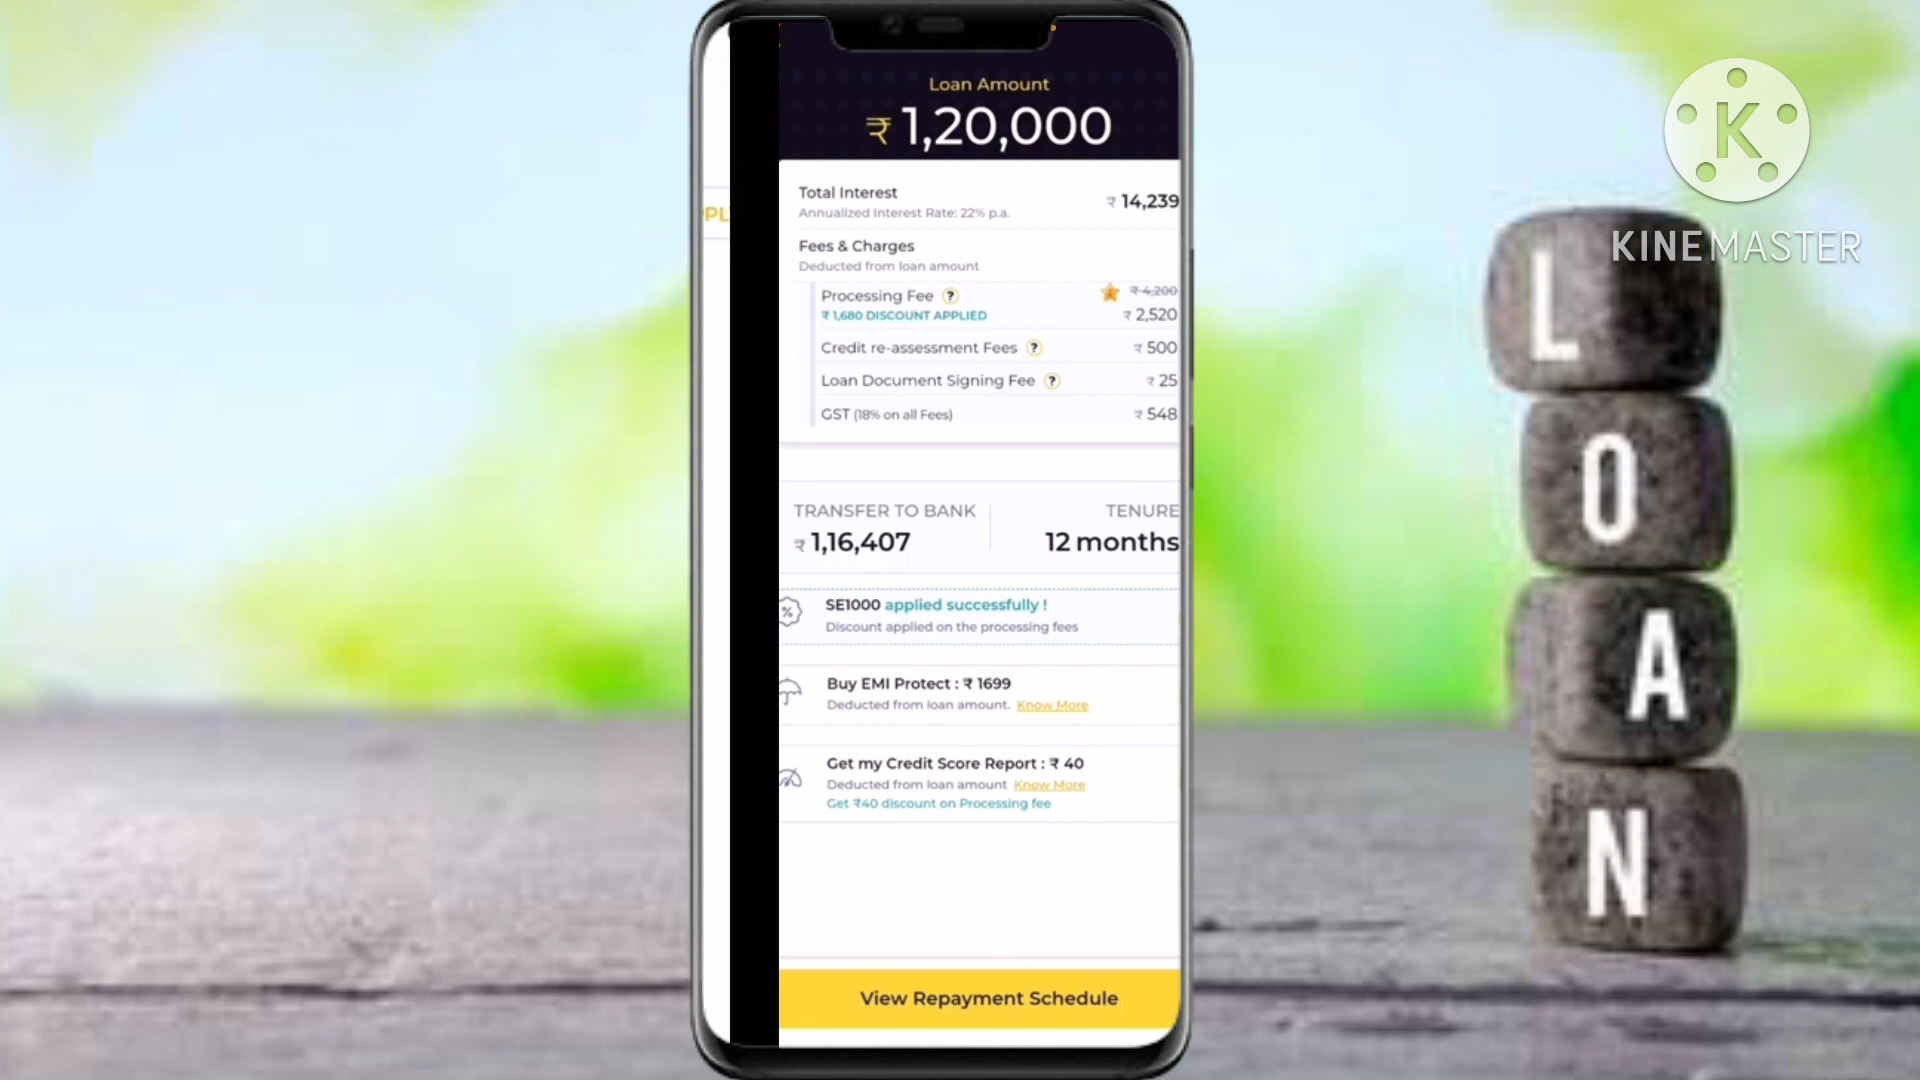 Loan Amount
₹ 1,20,000
Total Interest
Annualized Interest Rate: 22% p.a.
₹ 14,239
Fees & Charges
Deducted from loan amount
Processing Fee ?
₹ 4,200
₹ 1,680 DISCOUNT APPLIED
₹ 2,520
Credit re-assessment Fees ?
₹ 500
Loan Document Signing Fee ?
₹ 25
GST (18% on all Fees)
₹ 548
TRANSFER TO BANK
₹ 1,16,407
TENURE
12 months
SE1000 applied successfully !
Discount applied on the processing fees
Buy EMI Protect : ₹ 1699
Deducted from loan amount. Know More
Get my Credit Score Report : ₹ 40
Deducted from loan amount Know More
Get ₹40 discount on Processing fee
View Repayment Schedule
K
KINEMASTER
L
O
A
N